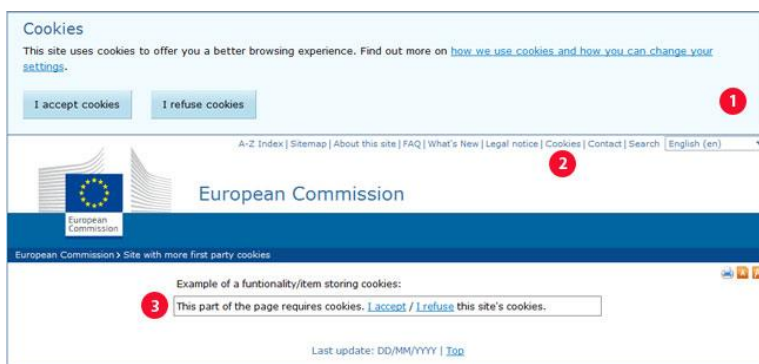 Cookies
This site uses cookies to offer you a better browsing experience. Find out more on how we use cookies and how you can change your
settings.
I accept cookies I refuse cookies
1
A-Z Index | Sitemap | About this site | FAQ | What's New | Legal notice | Cookies | Contact | Search English (en)
2
European Commission
European
Commission
European Commission > Site with more first party cookies
Example of a funtionality/item storing cookies:
3 This part of the page requires cookies. I accept / I refuse this site's cookies.
Last update: DD/MM/YYYY | Top